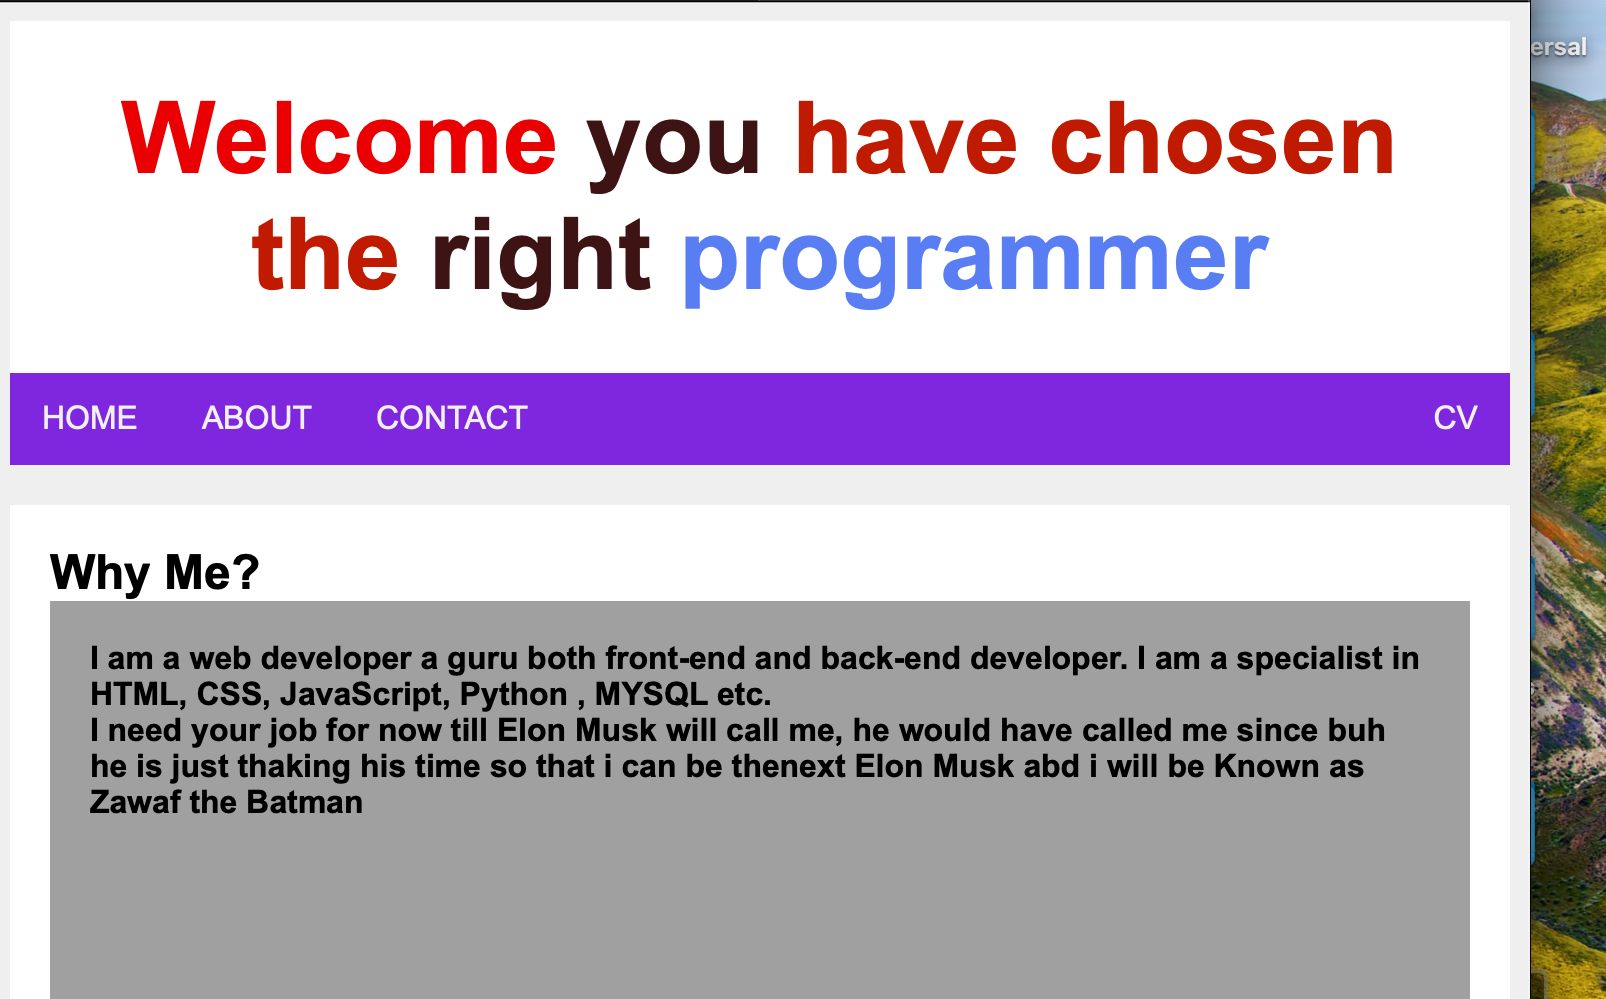 ersal
Welcome you have chosen
the right programmer
HOME ABOUT CONTACT CV
Why Me?
I am a web developer a guru both front-end and back-end developer. I am a specialist in
HTML, CSS, JavaScript, Python , MYSQL etc.
I need your job for now till Elon Musk will call me, he would have called me since buh
he is just thaking his time so that i can be thenext Elon Musk abd i will be Known as
Zawaf the Batman